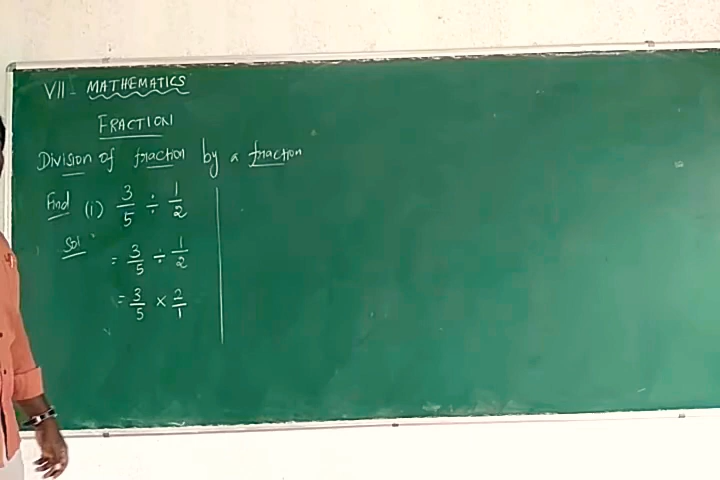 VII - MATHEMATICS
FRACTION
Division of fraction by a fraction
Find (i) 3/5 ÷ 1/2
Sol
= 3/5 ÷ 1/2
= 3/5 × 2/1